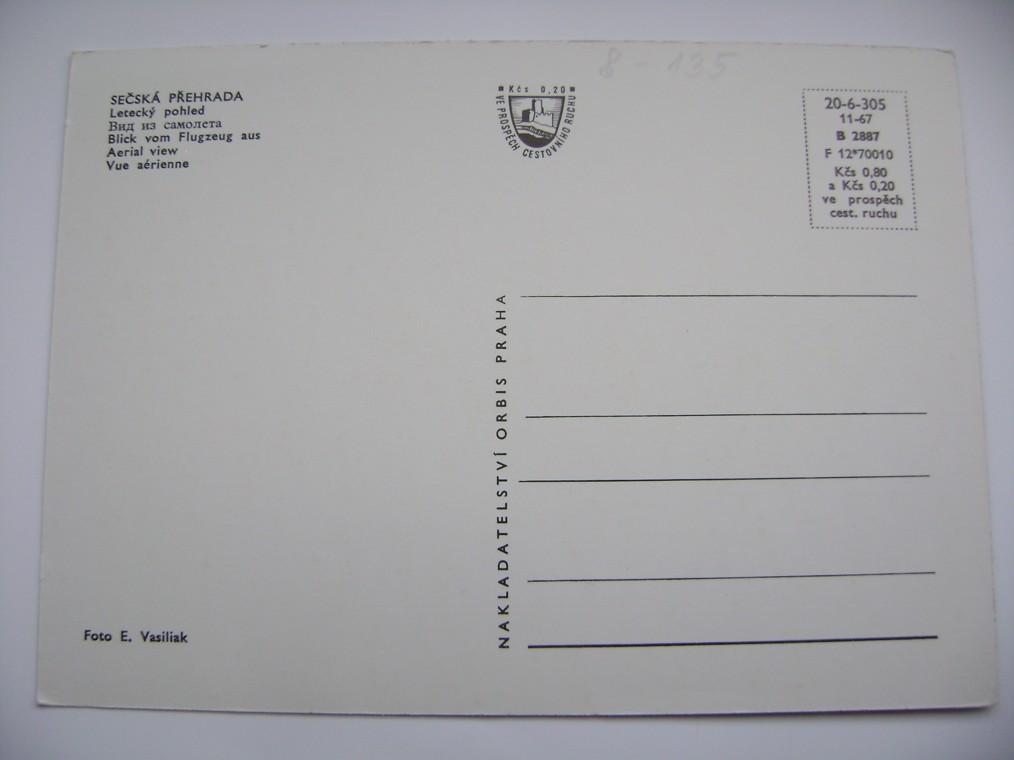 8 - 135
SEČSKÁ PŘEHRADA
Letecký pohled
Вид из самолета
Blick vom Flugzeug aus
Aerial view
Vue aérienne
Kčs 0,20
VE PROSPĚCH CESTOVNÍHO RUCHU
20-6-305
11-67
B 2887
F 12*70010
Kčs 0,80
a Kčs 0,20
ve prospěch
cest. ruchu
NAKLADATELSTVÍ ORBIS PRAHA
Foto E. Vasiliak